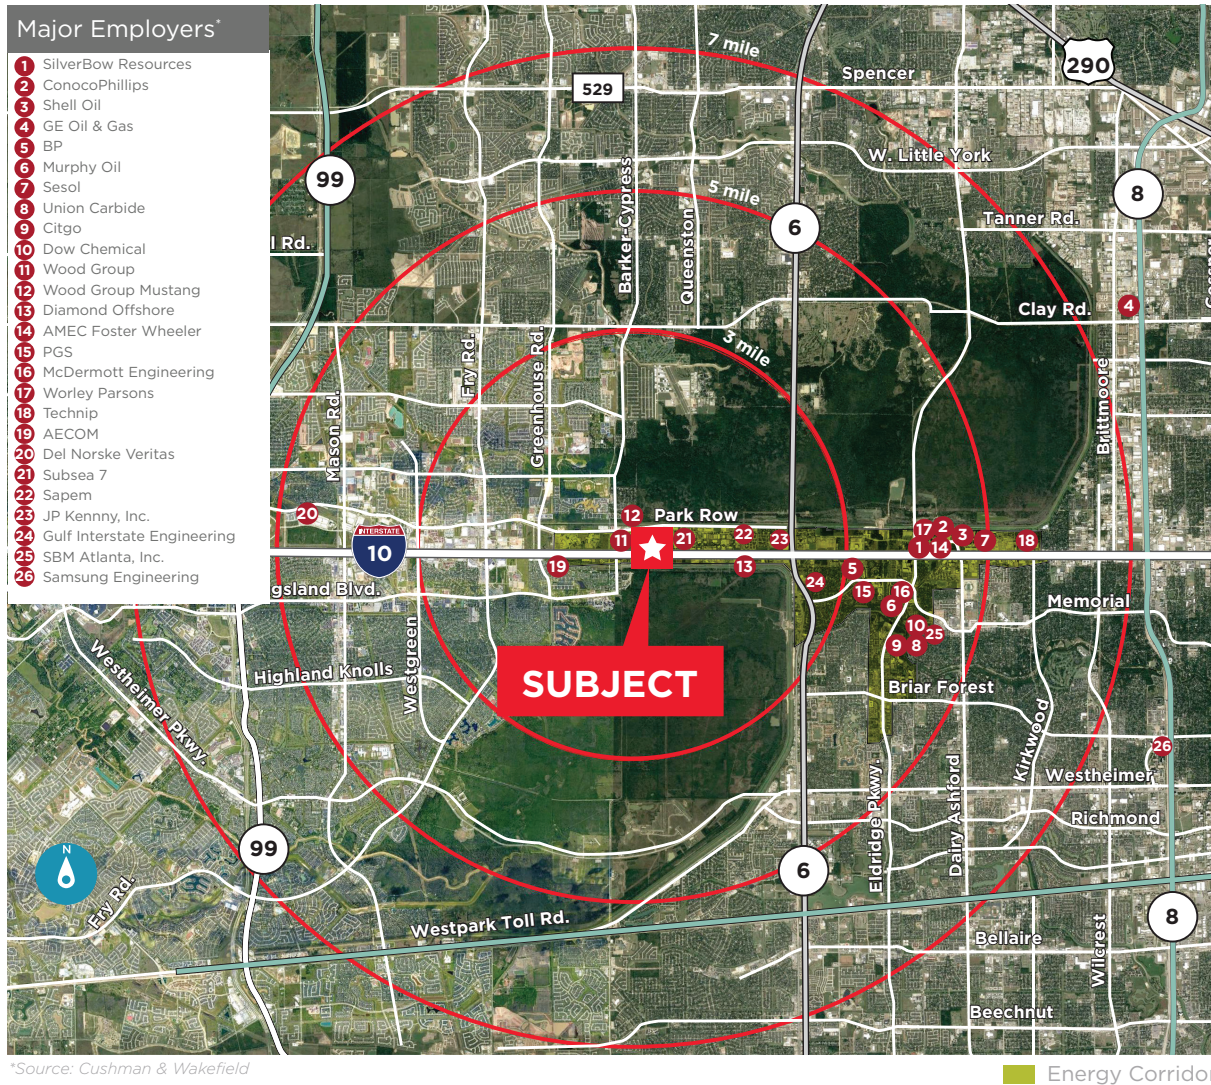 Major Employers*
1 SilverBow Resources
2 ConocoPhillips
3 Shell Oil
4 GE Oil & Gas
5 BP
6 Murphy Oil
7 Sesol
8 Union Carbide
9 Citgo
10 Dow Chemical
11 Wood Group
12 Wood Group Mustang
13 Diamond Offshore
14 AMEC Foster Wheeler
15 PGS
16 McDermott Engineering
17 Worley Parsons
18 Technip
19 AECOM
20 Del Norske Veritas
21 Subsea 7
22 Sapem
23 JP Kennny, Inc.
24 Gulf Interstate Engineering
25 SBM Atlanta, Inc.
26 Samsung Engineering
7 mile
290
Spencer
529
W. Little York
99
5 mile
8
6
Tanner Rd.
l Rd.
Barker-Cypress
Queenston
4
Clay Rd.
3 mile
Fry Rd.
Greenhouse Rd.
Mason Rd.
Brittmoore
20
12
Park Row
11
21
22
23
17
2
3
7
18
1
14
INTERSTATE
10
19
13
5
24
15
16
6
gsland Blvd.
Memorial
10
25
9
8
Westheimer Pkwy.
Highland Knolls
Westgreen
SUBJECT
Briar Forest
Kirkwood
26
Westheimer
Eldridge Pkwy.
Dairy Ashford
Richmond
99
N
6
Fry Rd.
8
Westpark Toll Rd.
Bellaire
Wilcrest
Beechnut
*Source: Cushman & Wakefield
Energy Corridor